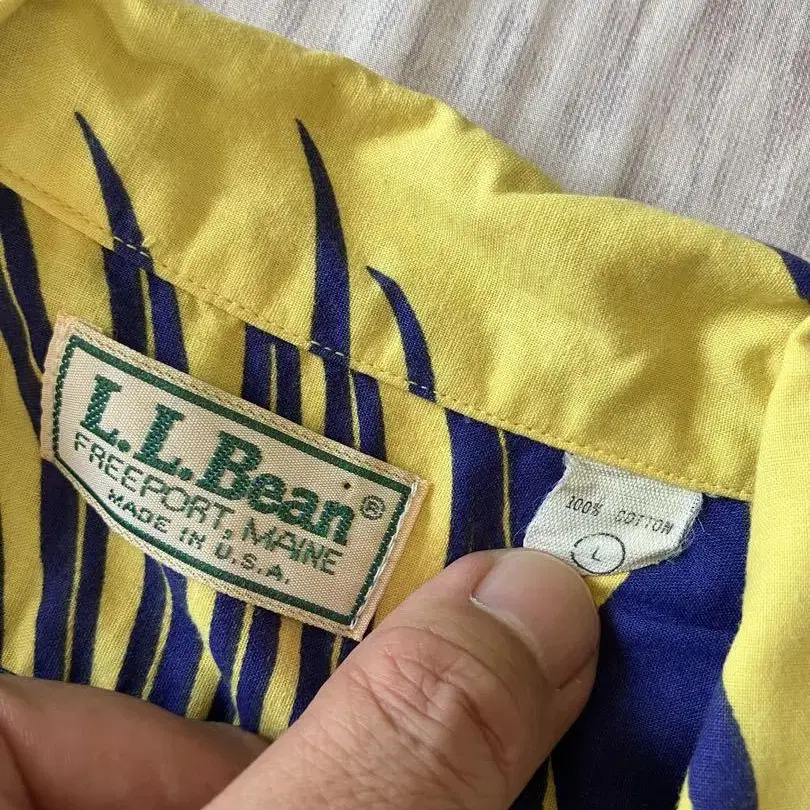 L.L.Bean®
FREEPORT, MAINE
MADE IN U.S.A.
100% COTTON
L